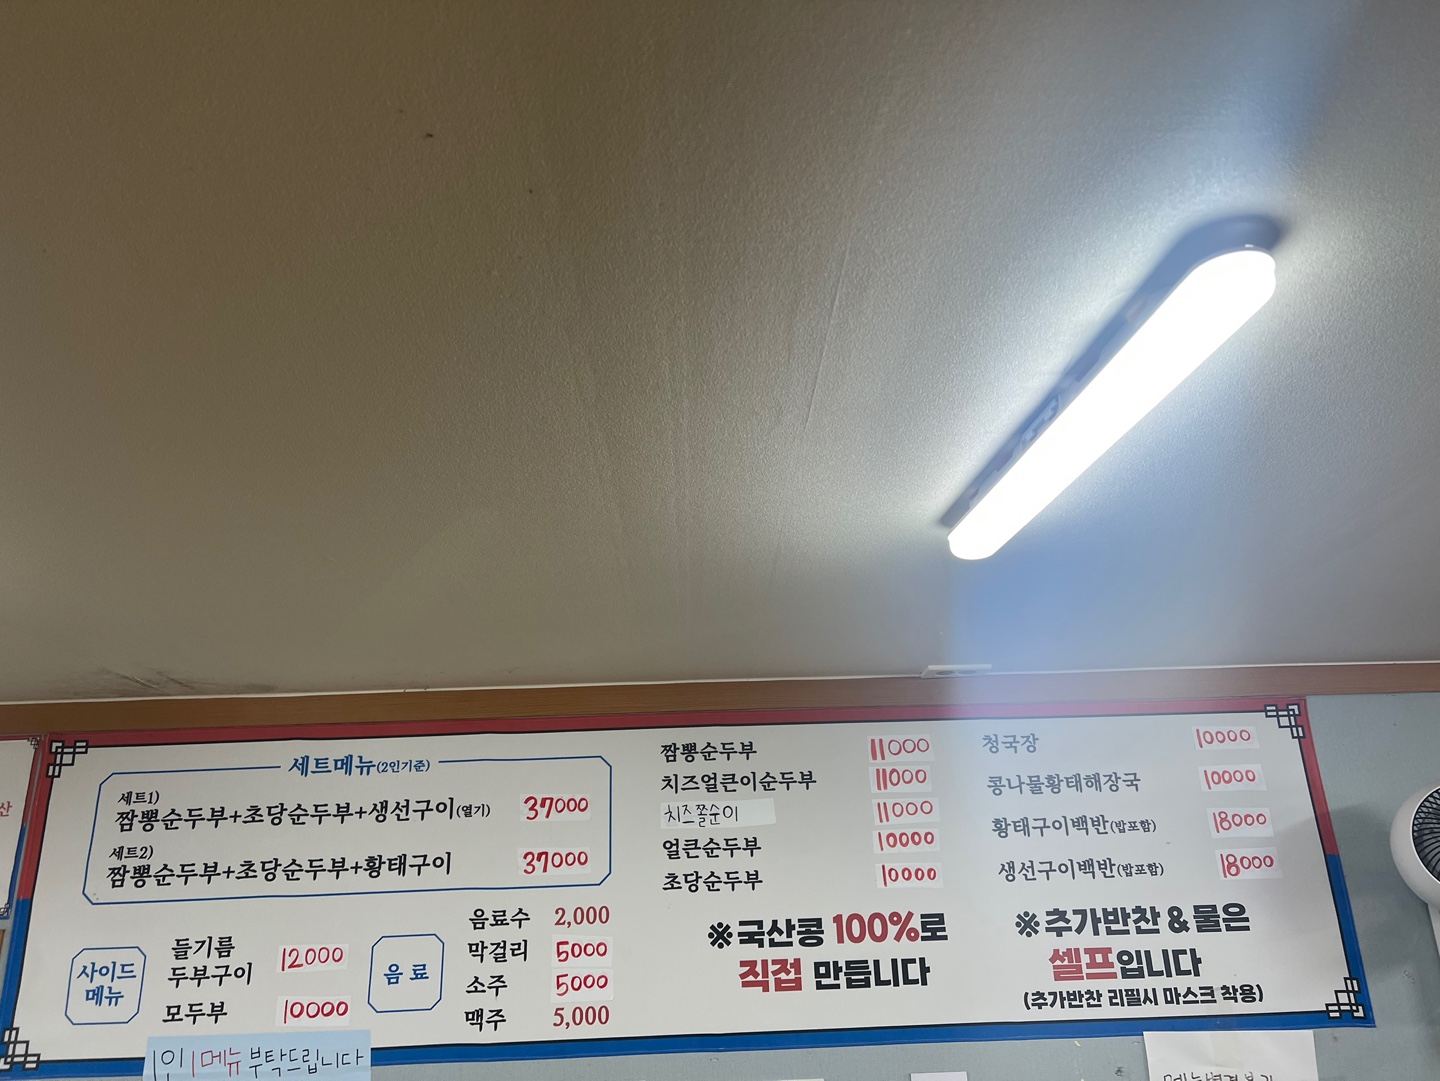 세트메뉴(2인기준)
세트1)
짬뽕순두부+초당순두부+생선구이(열기) 37000
세트2)
짬뽕순두부+초당순두부+황태구이 37000
사이드
메뉴
들기름
두부구이 12000
모두부 10000
음료
음료수 2,000
막걸리 5000
소주 5000
맥주 5,000
짬뽕순두부 11000
치즈얼큰이순두부 11000
치즈쫄순이 11000
얼큰순두부 10000
초당순두부 10000
※국산콩 100%로
직접 만듭니다
청국장 10000
콩나물황태해장국 10000
황태구이백반(밥포함) 18000
생선구이백반(밥포함) 18000
※추가반찬 & 물은
셀프입니다
(추가반찬 리필시 마스크 착용)
1인 1메뉴 부탁드립니다
산